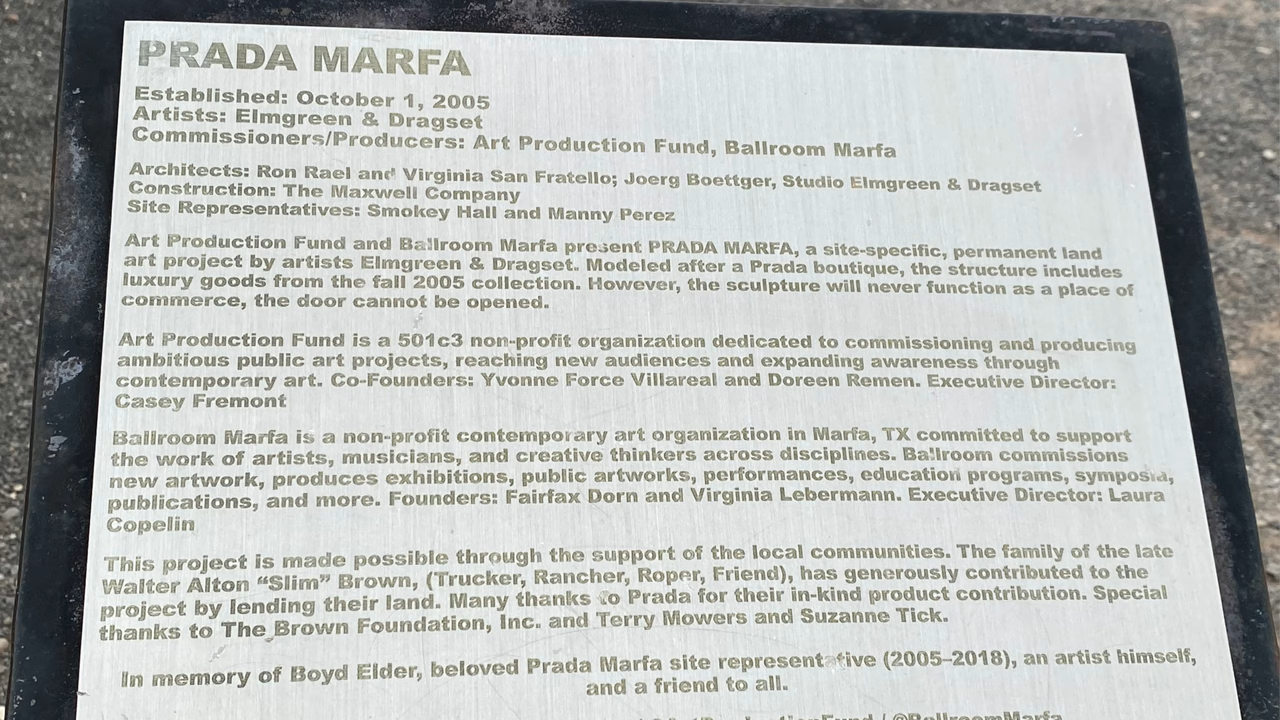 PRADA MARFA
Established: October 1, 2005
Artists: Elmgreen & Dragset
Commissioners/Producers: Art Production Fund, Ballroom Marfa
Architects: Ron Rael and Virginia San Fratello; Joerg Boettger, Studio Elmgreen & Dragset
Construction: The Maxwell Company
Site Representatives: Smokey Hall and Manny Perez
Art Production Fund and Ballroom Marfa present PRADA MARFA, a site-specific, permanent land
art project by artists Elmgreen & Dragset. Modeled after a Prada boutique, the structure includes
luxury goods from the fall 2005 collection. However, the sculpture will never function as a place of
commerce, the door cannot be opened.
Art Production Fund is a 501c3 non-profit organization dedicated to commissioning and producing
ambitious public art projects, reaching new audiences and expanding awareness through
contemporary art. Co-Founders: Yvonne Force Villareal and Doreen Remen. Executive Director:
Casey Fremont
Ballroom Marfa is a non-profit contemporary art organization in Marfa, TX committed to support
the work of artists, musicians, and creative thinkers across disciplines. Ballroom commissions
new artwork, produces exhibitions, public artworks, performances, education programs, symposia,
publications, and more. Founders: Fairfax Dorn and Virginia Lebermann. Executive Director: Laura
Copelin
This project is made possible through the support of the local communities. The family of the late
Walter Alton “Slim” Brown, (Trucker, Rancher, Roper, Friend), has generously contributed to the
project by lending their land. Many thanks to Prada for their in-kind product contribution. Special
thanks to The Brown Foundation, Inc. and Terry Mowers and Suzanne Tick.
In memory of Boyd Elder, beloved Prada Marfa site representative (2005–2018), an artist himself,
and a friend to all.
/ @BallroomMarfa